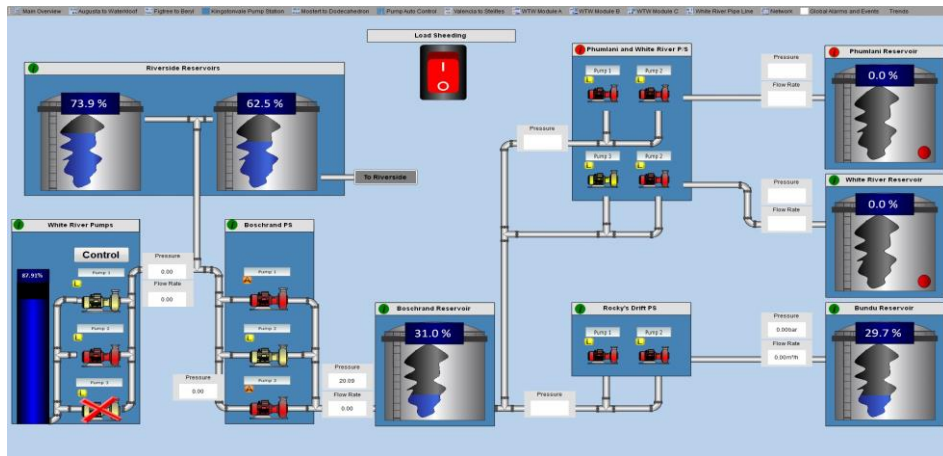 Main Overview Augusta to Waterkloof Figtree to Beryl Kingstonvale Pump Station Mostert to Dodecahedron Pump Auto Control Valencia to Stelites WTW Module A WTW Module B WTW Module C White River Pipe Line Network Global Alarms and Events Trends
Load Sheeding
I
O
Riverside Reservoirs
73.9 %
62.5 %
To Riverside
White River Pumps
87.91%
Control
Pump 1
L
Pump 2
L
Pump 3
L
Pressure
0.00
Flow Rate
0.00
Boschrand PS
Pump 1
Pump 2
L
Pump 3
Pressure
0.00
Pressure
20.09
Flow Rate
0.00
Boschrand Reservoir
31.0 %
Pressure
Pressure
Phumlani and White River P/S
Pump 1
Pump 2
L
L
Pump 3
Pump 2
L
L
Rocky's Drift PS
Pump 1
Pump 2
L
L
Pressure
Flow Rate
Phumlani Reservoir
0.0 %
Pressure
Flow Rate
White River Reservoir
0.0 %
Pressure
0.00bar
Flow Rate
0.00m³/h
Bundu Reservoir
29.7 %